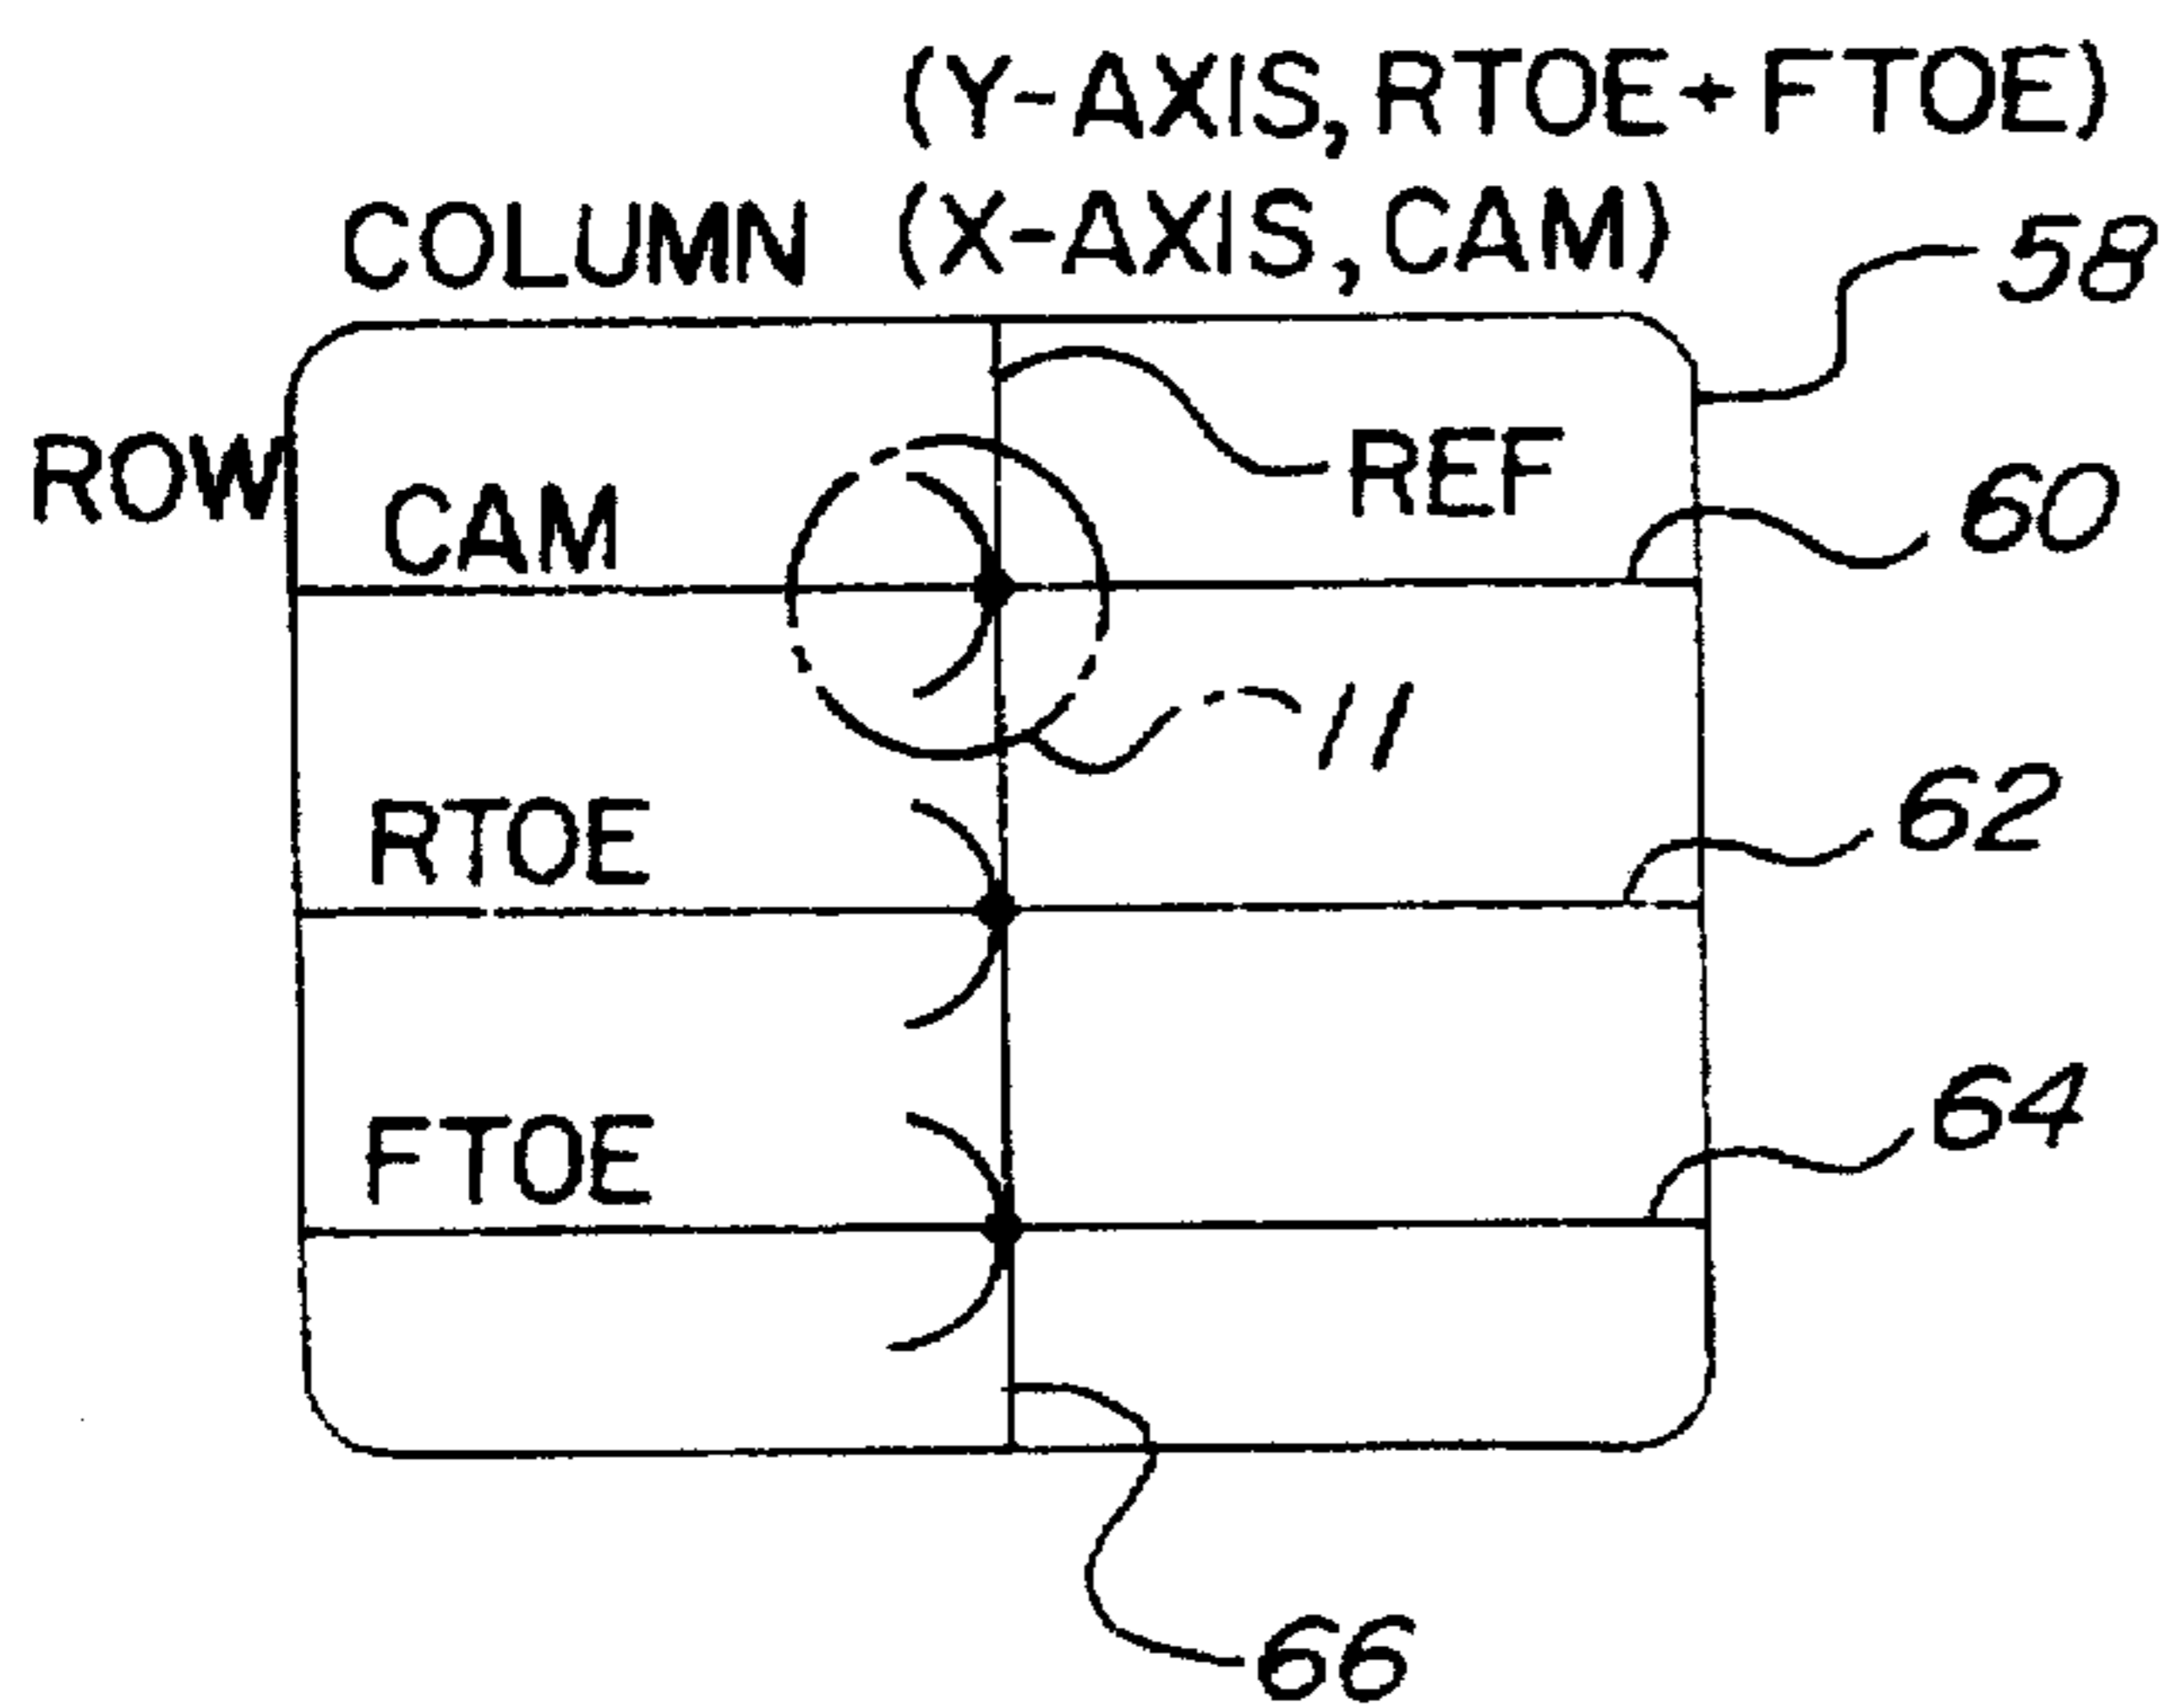 (Y-AXIS, RTOE + FTOE)
COLUMN (X-AXIS, CAM)
58
ROW
CAM
REF
60
11
RTOE
62
FTOE
64
66